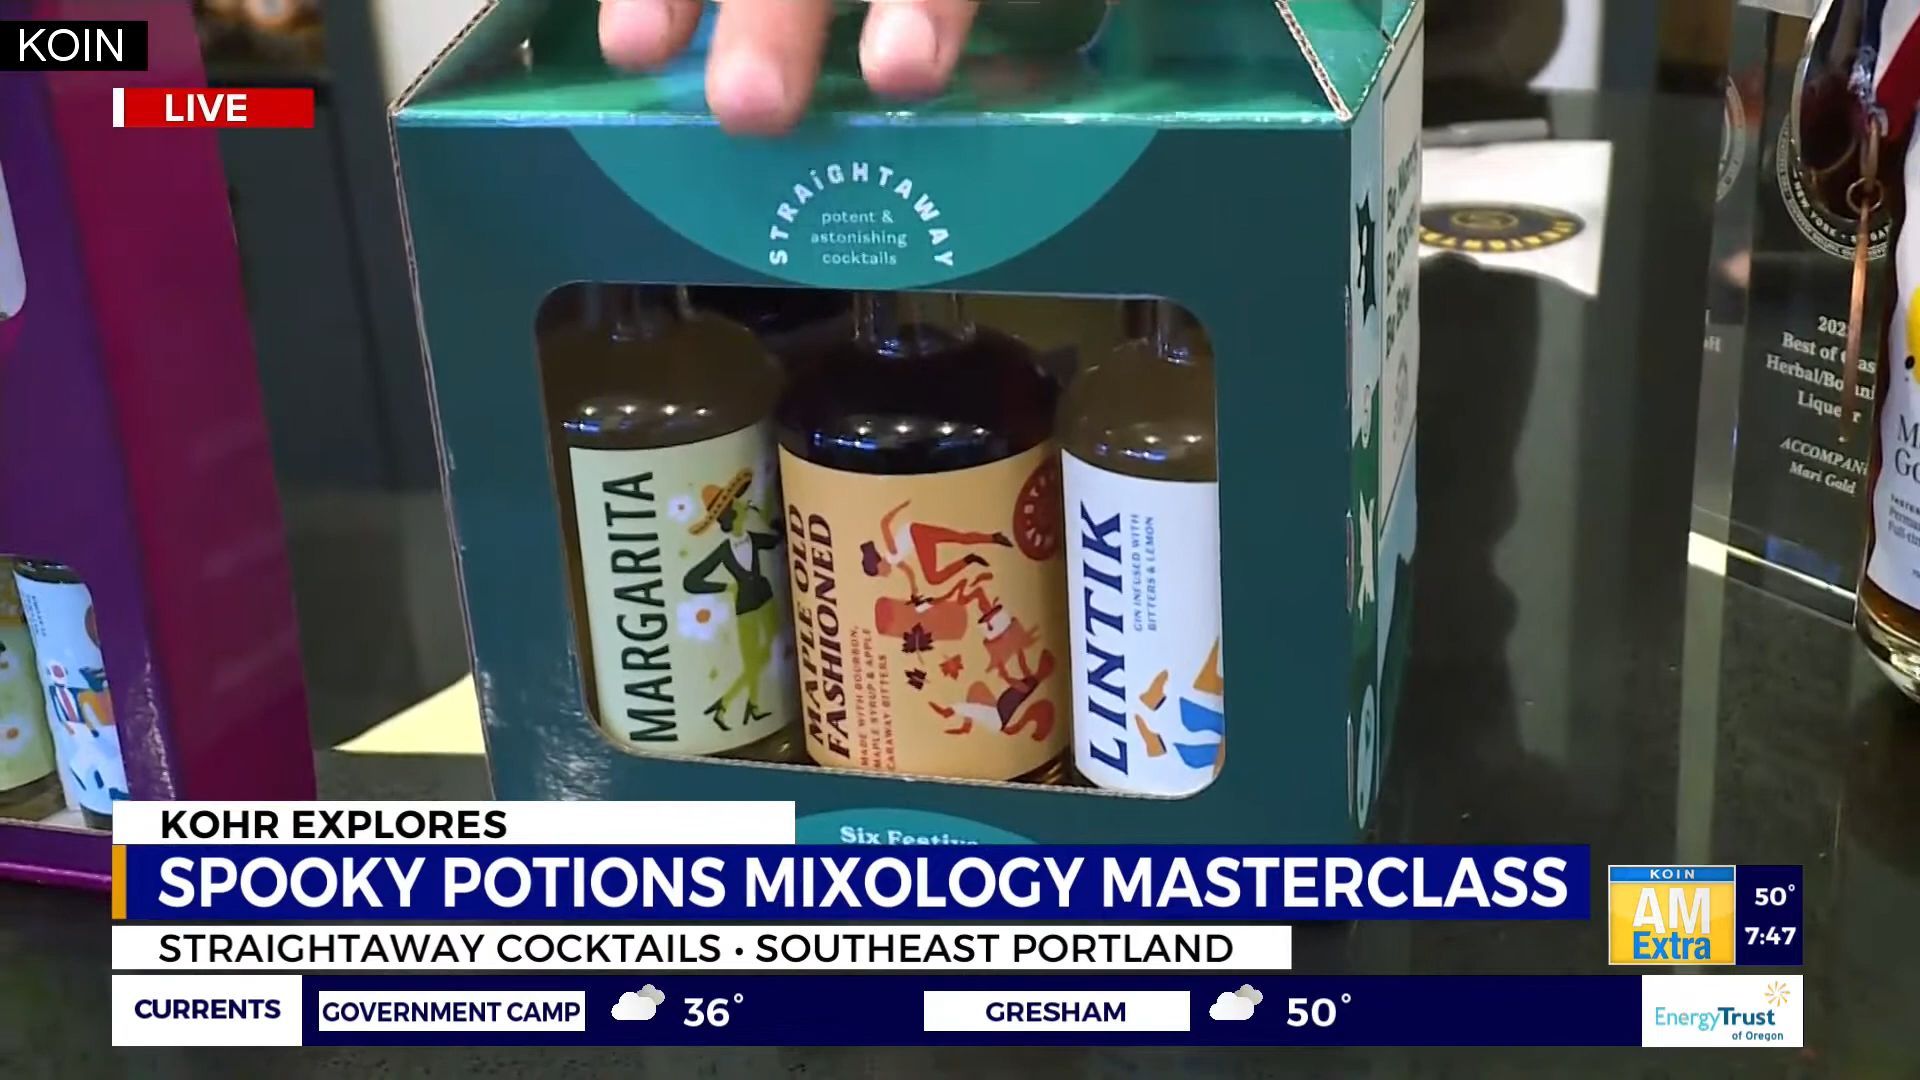 KOIN
LIVE
STRAiGHTAWAY
potent &
astonishing
cocktails
MARGARITA
MAPLE OLD
FASHIONED
MADE WITH BOURBON,
MAPLE SYRUP & APPLE
CARAWAY BITTERS
LINTIK
GIN INFUSED WITH
BITTERS & LEMON
Six Festive
Best of
Herbal/
ACCOMPANi
Mari Gold
KOHR EXPLORES
SPOOKY POTIONS MIXOLOGY MASTERCLASS
STRAIGHTAWAY COCKTAILS • SOUTHEAST PORTLAND
KOIN
AM
Extra
50°
7:47
CURRENTS
GOVERNMENT CAMP
36°
GRESHAM
50°
EnergyTrust
of Oregon